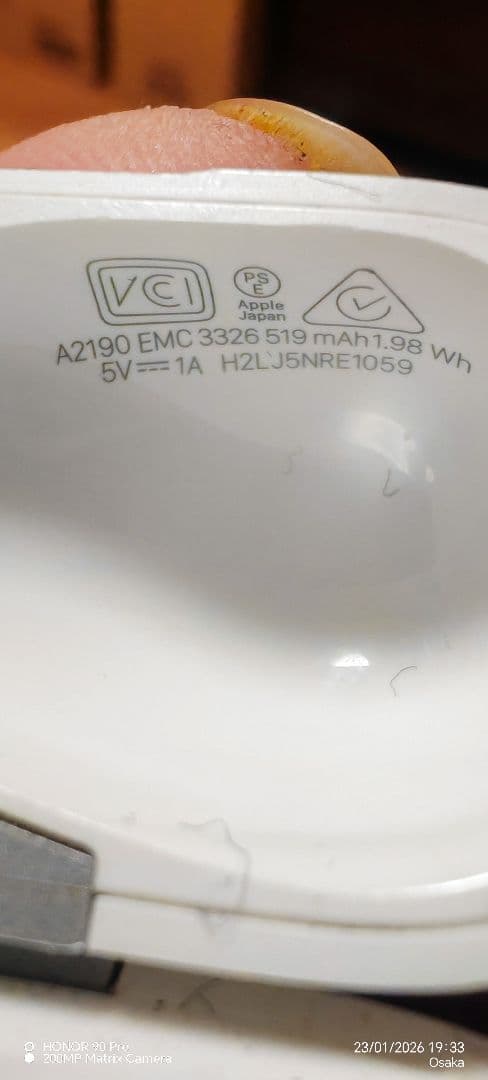 VCCI
PS
E
Apple
Japan
A2190 EMC 3326 519 mAh 1.98 Wh
5V⎓1A H2LJ5NRE1059
HONOR 90 Pro
200MP Matrix Camera
23/01/2026 19:33
Osaka